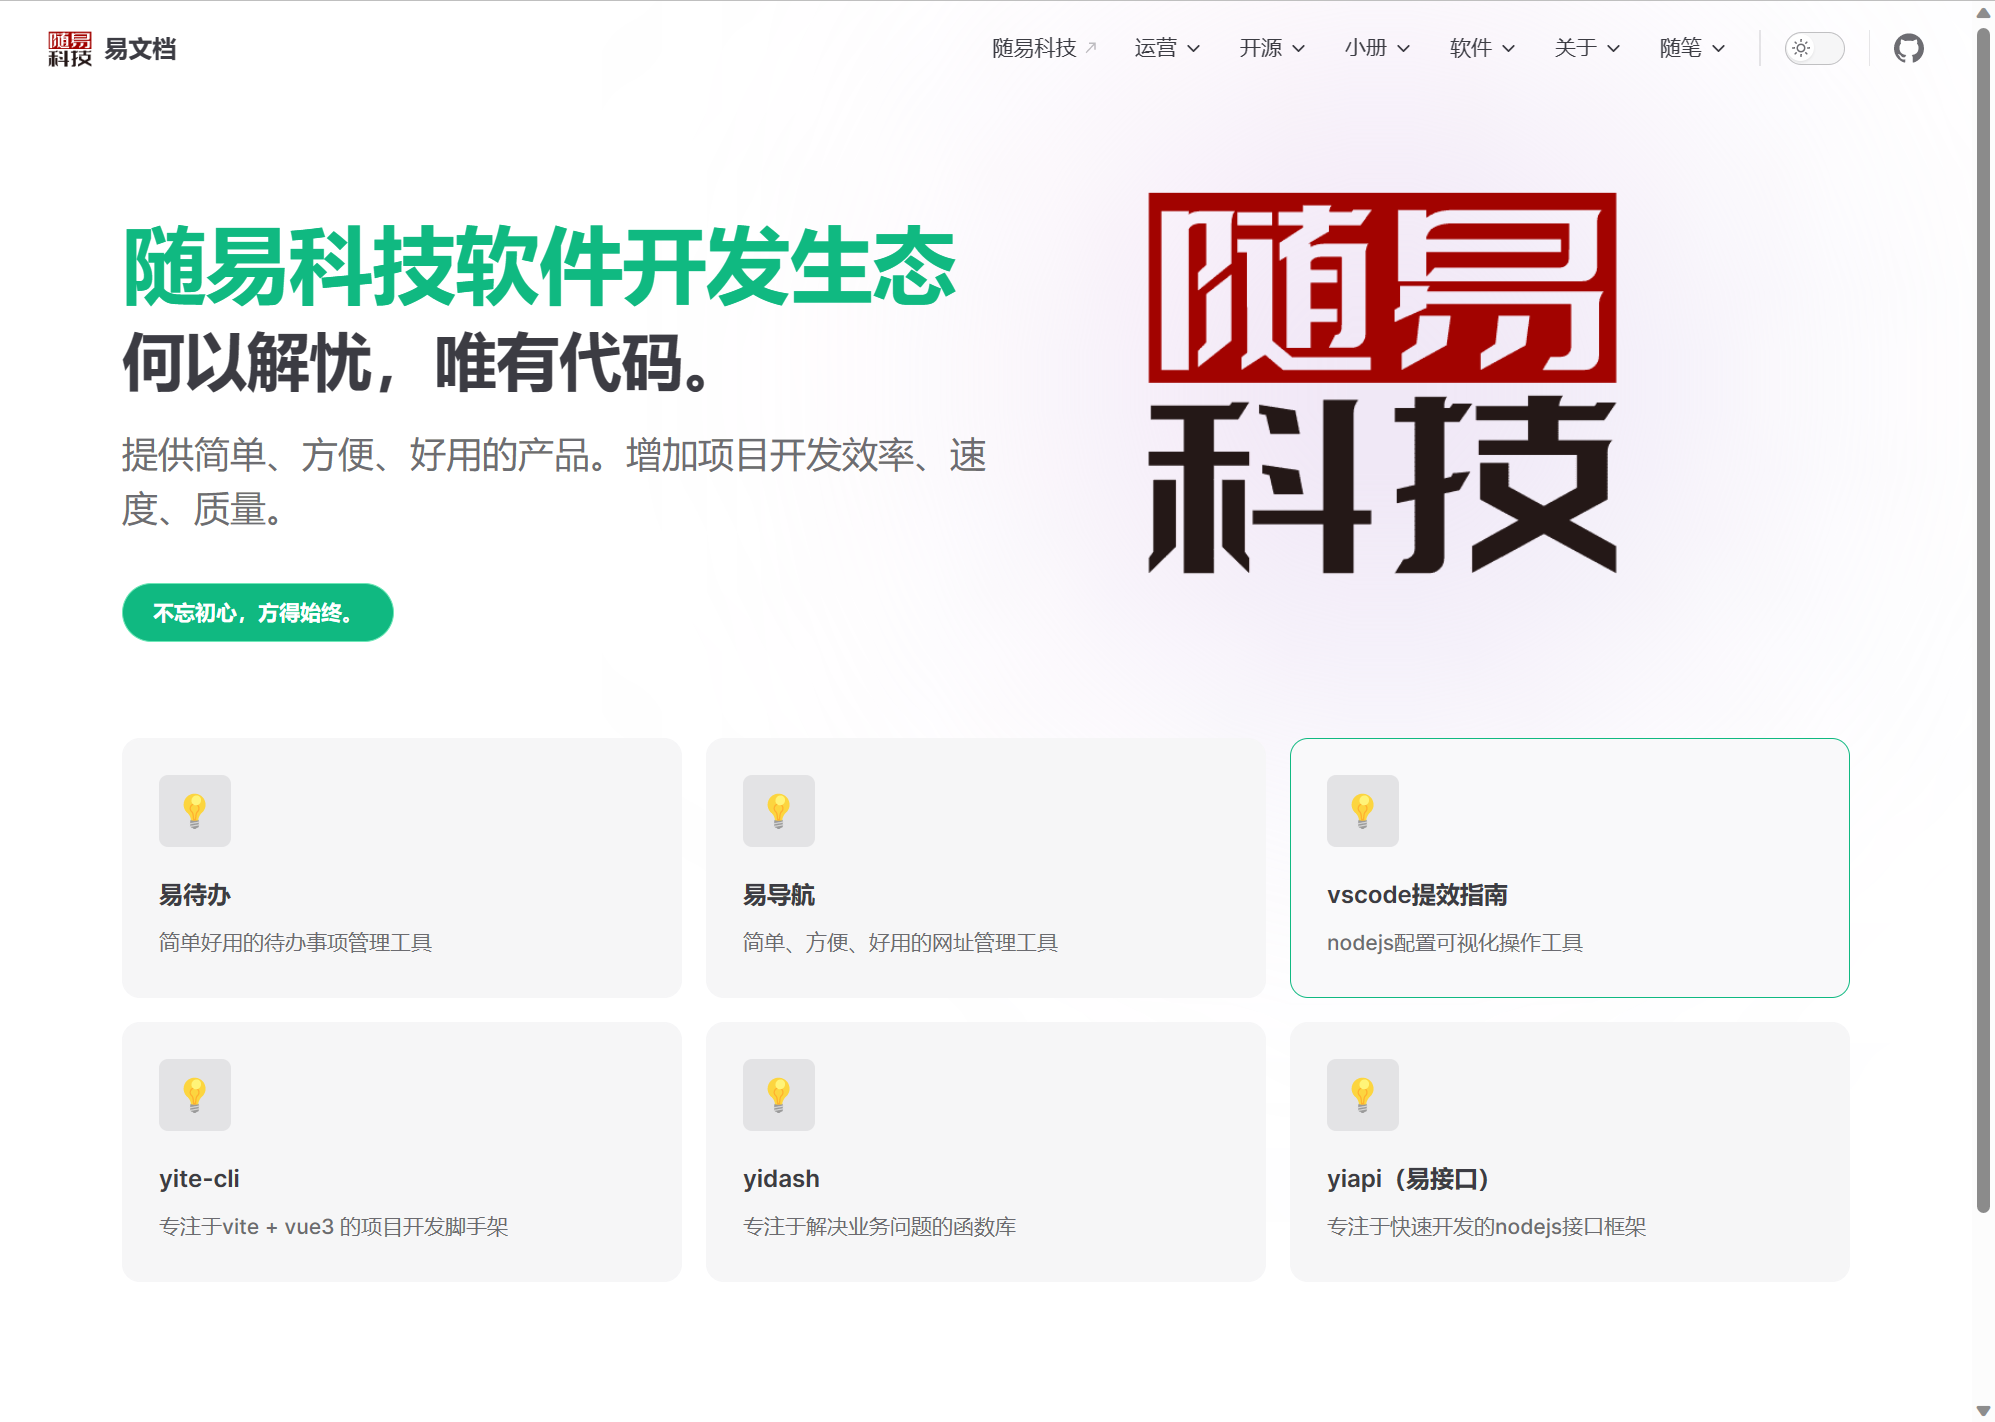 随易科技 易文档 随易科技 运营 开源 小册 软件 关于 随笔
随易科技软件开发生态
何以解忧，唯有代码。
提供简单、方便、好用的产品。增加项目开发效率、速
度、质量。
不忘初心，方得始终。
随易
科技
易待办
简单好用的待办事项管理工具
易导航
简单、方便、好用的网址管理工具
vscode提效指南
nodejs配置可视化操作工具
yite-cli
专注于vite + vue3 的项目开发脚手架
yidash
专注于解决业务问题的函数库
yiapi（易接口）
专注于快速开发的nodejs接口框架